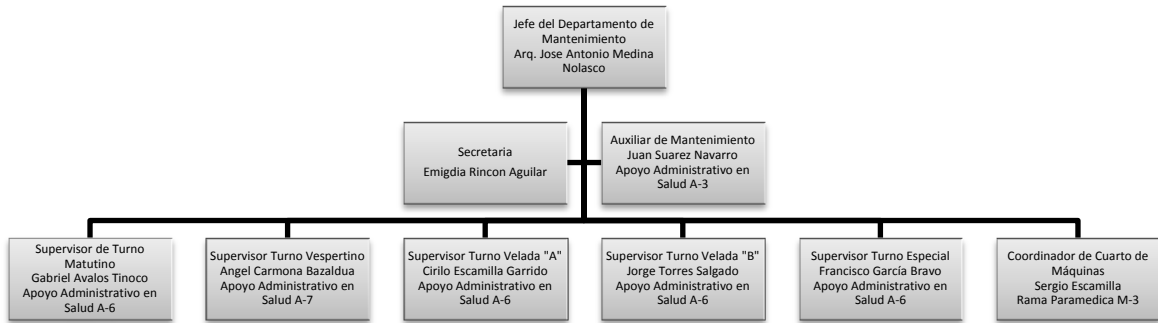 Jefe del Departamento de
Mantenimiento
Arq. Jose Antonio Medina
Nolasco
Secretaria
Emigdia Rincon Aguilar
Auxiliar de Mantenimiento
Juan Suarez Navarro
Apoyo Administrativo en
Salud A-3
Supervisor de Turno
Matutino
Gabriel Avalos Tinoco
Apoyo Administrativo en
Salud A-6
Supervisor Turno Vespertino
Angel Carmona Bazaldua
Apoyo Administrativo en
Salud A-7
Supervisor Turno Velada "A"
Cirilo Escamilla Garrido
Apoyo Administrativo en
Salud A-6
Supervisor Turno Velada "B"
Jorge Torres Salgado
Apoyo Administrativo en
Salud A-6
Supervisor Turno Especial
Francisco García Bravo
Apoyo Administrativo en
Salud A-6
Coordinador de Cuarto de
Máquinas
Sergio Escamilla
Rama Paramedica M-3